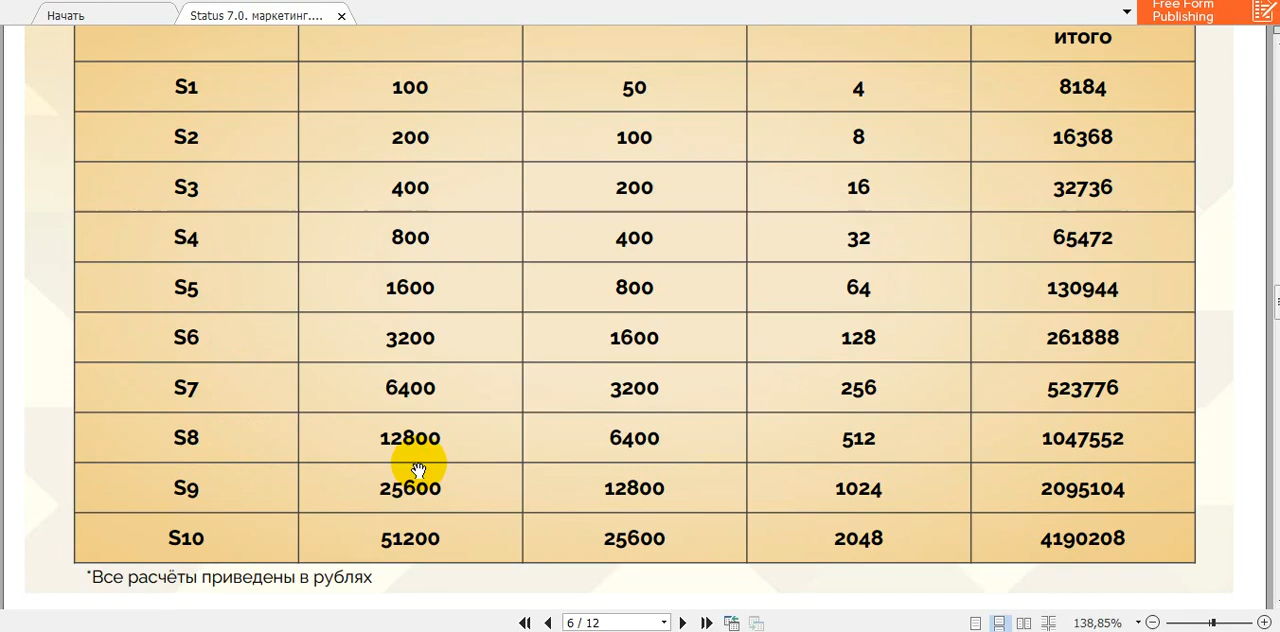 Начать
Status 7.0. маркетинг....
Free Form
Publishing
итого
S1 100 50 4 8184
S2 200 100 8 16368
S3 400 200 16 32736
S4 800 400 32 65472
S5 1600 800 64 130944
S6 3200 1600 128 261888
S7 6400 3200 256 523776
S8 12800 6400 512 1047552
S9 25600 12800 1024 2095104
S10 51200 25600 2048 4190208
*Все расчёты приведены в рублях
6 / 12
138,85%